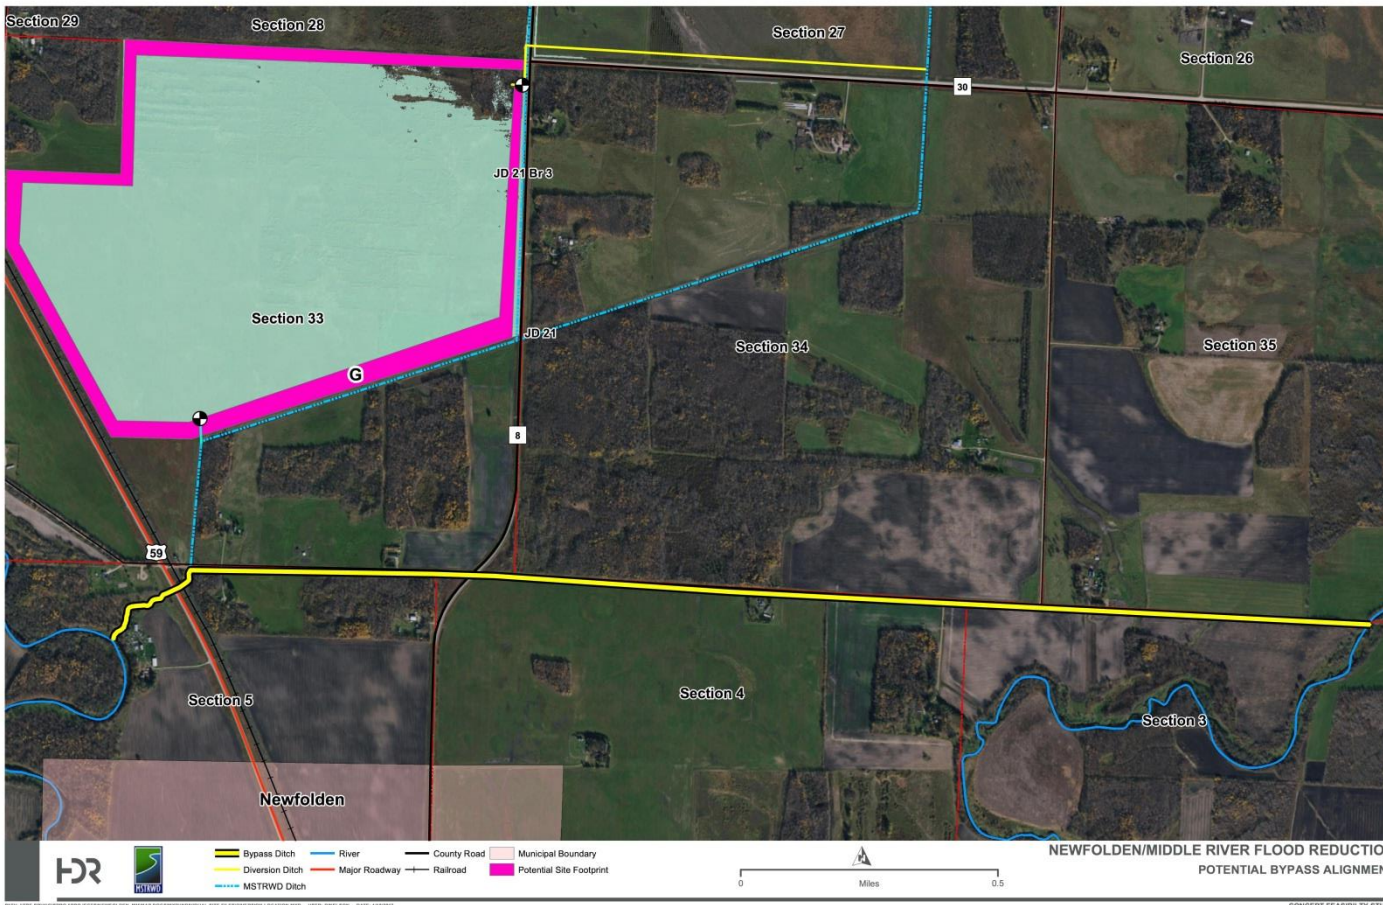 Section 29
Section 28
Section 27
Section 26
30
JD 21 Br 3
Section 33
JD 21
Section 34
Section 35
G
8
59
Section 5
Section 4
Section 3
Newfolden
HDR
MSTRWD
Bypass Ditch
River
County Road
Municipal Boundary
Diversion Ditch
Major Roadway
Railroad
Potential Site Footprint
MSTRWD Ditch
0
Miles
0.5
NEWFOLDEN/MIDDLE RIVER FLOOD REDUCTIO
POTENTIAL BYPASS ALIGNMEN